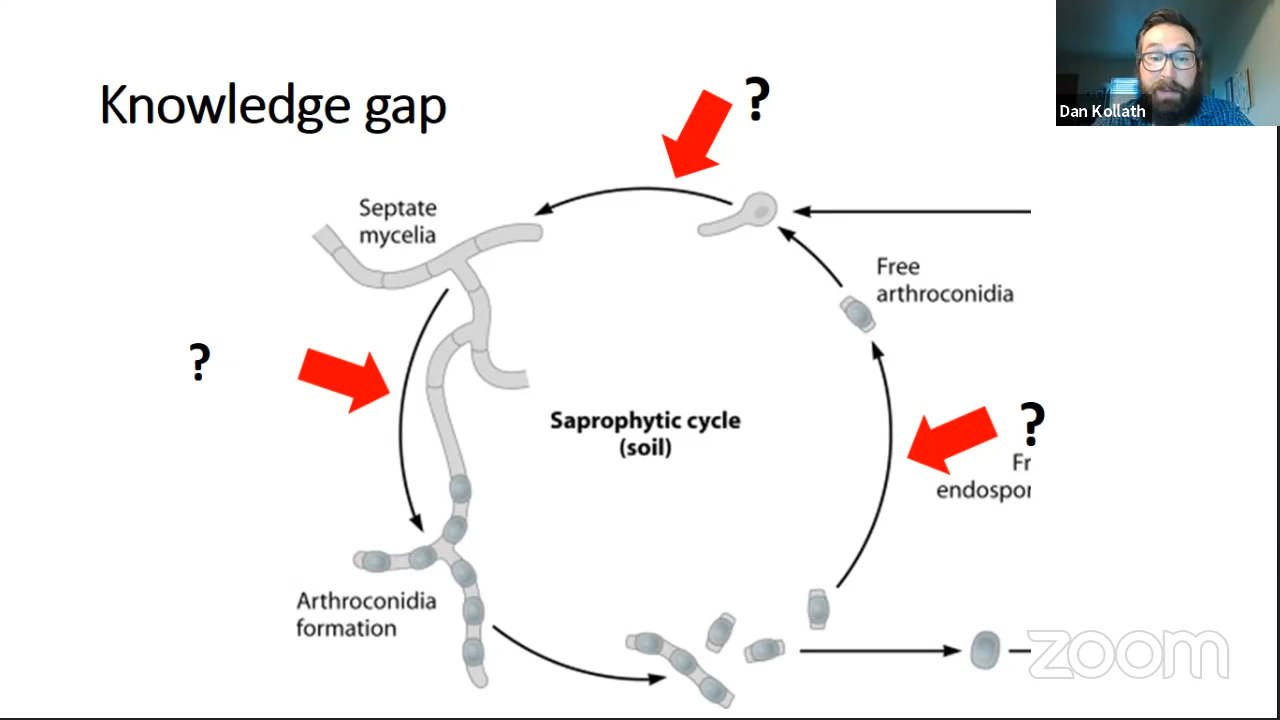 Knowledge gap
?
Dan Kollath
Septate
mycelia
Free
arthroconidia
?
Saprophytic cycle
(soil)
?
Fr
endospor
Arthroconidia
formation
zoom